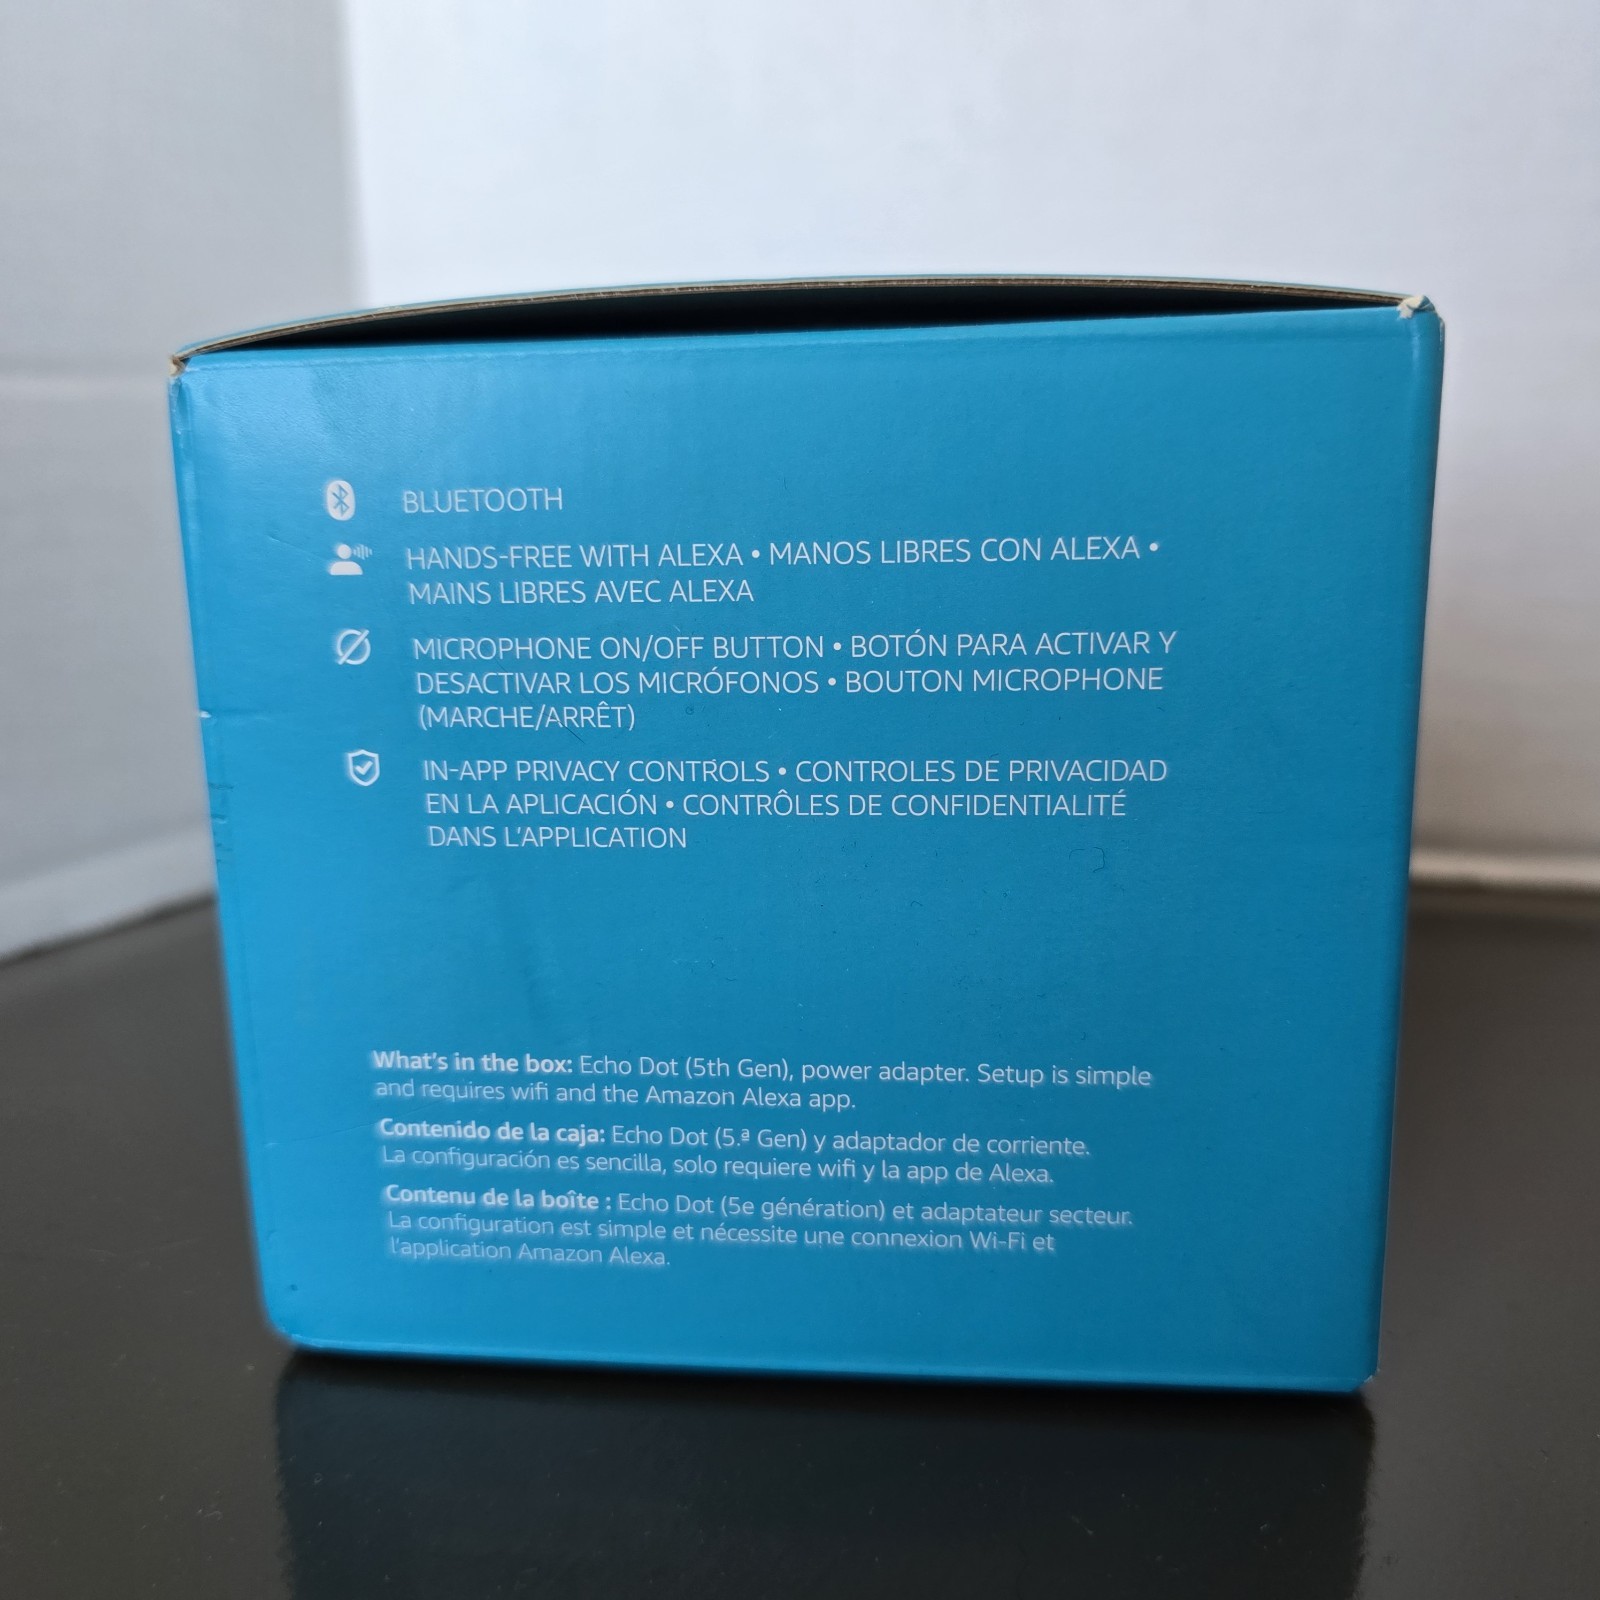 BLUETOOTH
HANDS-FREE WITH ALEXA • MANOS LIBRES CON ALEXA •
MAINS LIBRES AVEC ALEXA
MICROPHONE ON/OFF BUTTON • BOTÓN PARA ACTIVAR Y
DESACTIVAR LOS MICRÓFONOS • BOUTON MICROPHONE
(MARCHE/ARRÊT)
IN-APP PRIVACY CONTROLS • CONTROLES DE PRIVACIDAD
EN LA APLICACIÓN • CONTRÔLES DE CONFIDENTIALITÉ
DANS L'APPLICATION
What's in the box: Echo Dot (5th Gen), power adapter. Setup is simple
and requires wifi and the Amazon Alexa app.
Contenido de la caja: Echo Dot (5.ª Gen) y adaptador de corriente.
La configuración es sencilla, solo requiere wifi y la app de Alexa.
Contenu de la boîte : Echo Dot (5e génération) et adaptateur secteur.
La configuration est simple et nécessite une connexion Wi-Fi et
l'application Amazon Alexa.